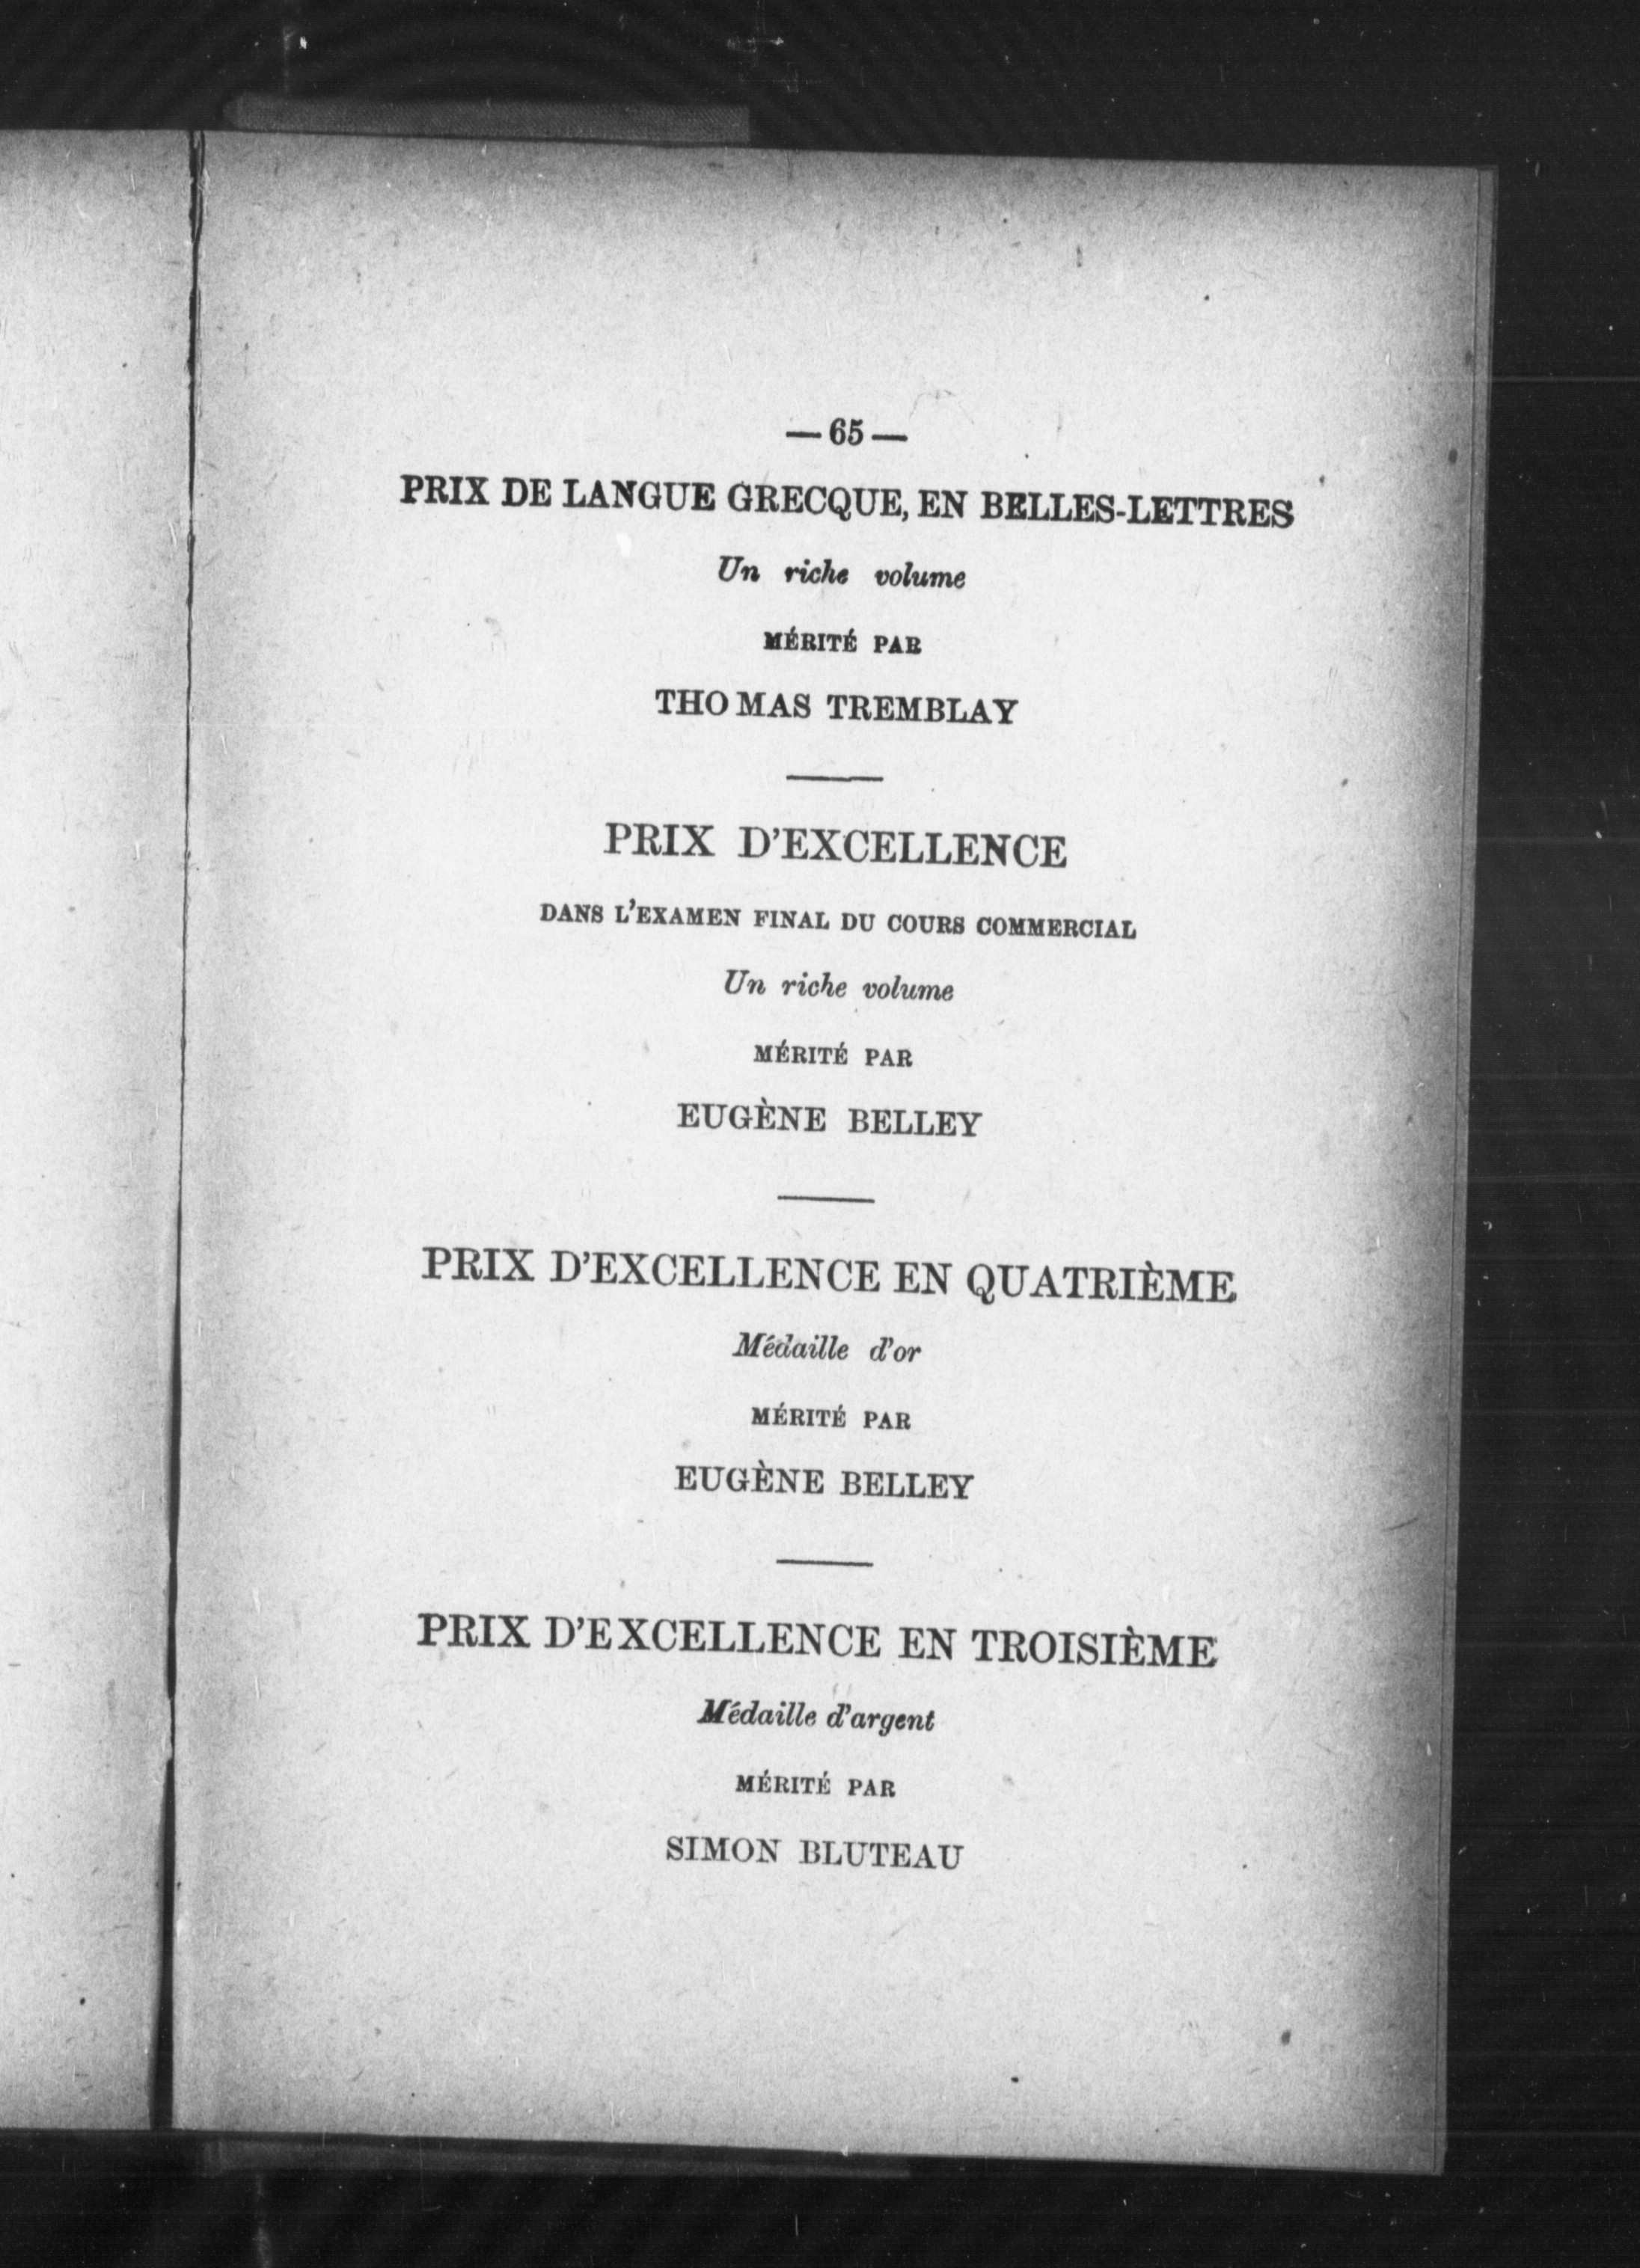 — 65 —
PRIX DE LANGUE GRECQUE, EN BELLES-LETTRES
Un riche volume
MÉRITÉ PAR
THOMAS TREMBLAY
PRIX D'EXCELLENCE
DANS L'EXAMEN FINAL DU COURS COMMERCIAL
Un riche volume
MÉRITÉ PAR
EUGÈNE BELLEY
PRIX D'EXCELLENCE EN QUATRIÈME
Médaille d'or
MÉRITÉ PAR
EUGÈNE BELLEY
PRIX D'EXCELLENCE EN TROISIÈME
Médaille d'argent
MÉRITÉ PAR
SIMON BLUTEAU